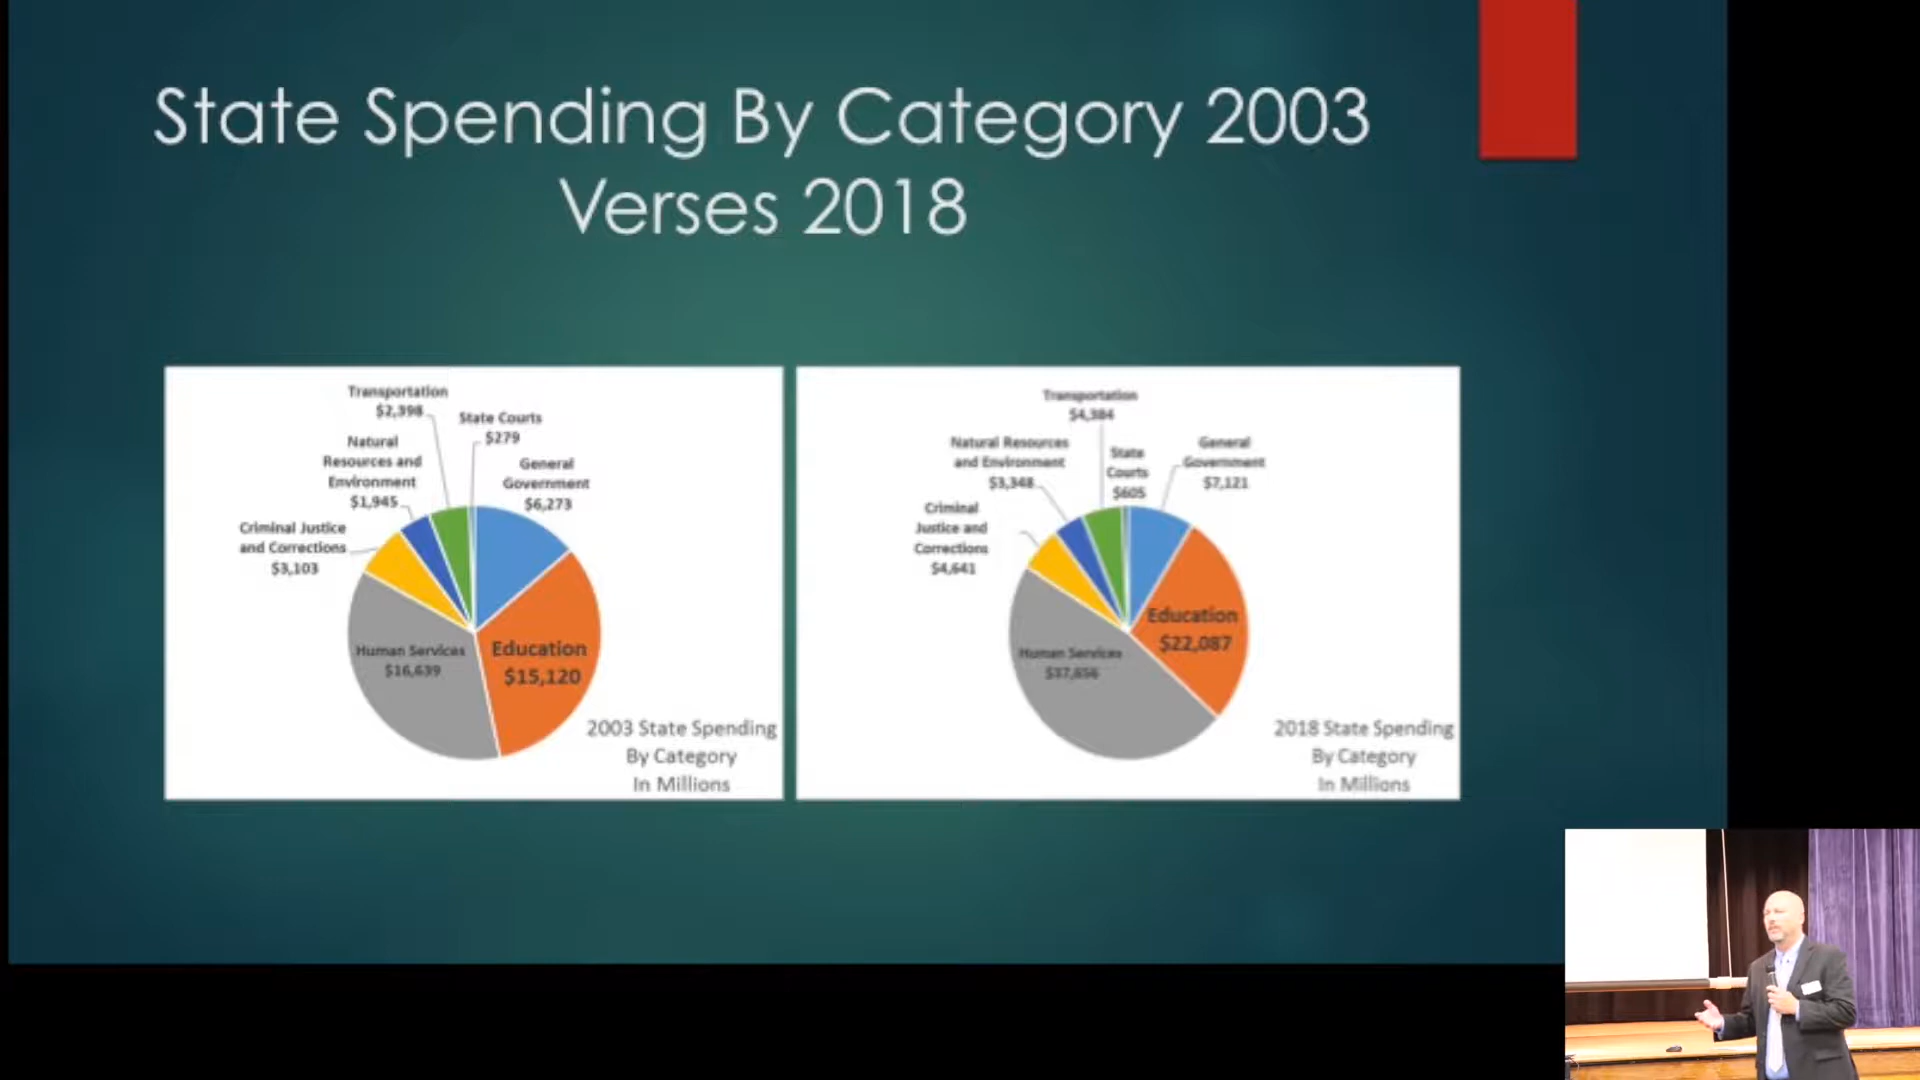 State Spending By Category 2003
Verses 2018
Transportation
$2,398
State Courts
$279
Natural
Resources and
Environment
$1,945
General
Government
$6,273
Criminal Justice
and Corrections
$3,103
Human Services
$16,639
Education
$15,120
2003 State Spending
By Category
In Millions
Transportation
$4,384
Natural Resources
and Environment
$3,348
State
Courts
$605
General
Government
$7,121
Criminal
Justice and
Corrections
$4,641
Education
$22,087
Human Services
2018 State Spending
By Category
In Millions